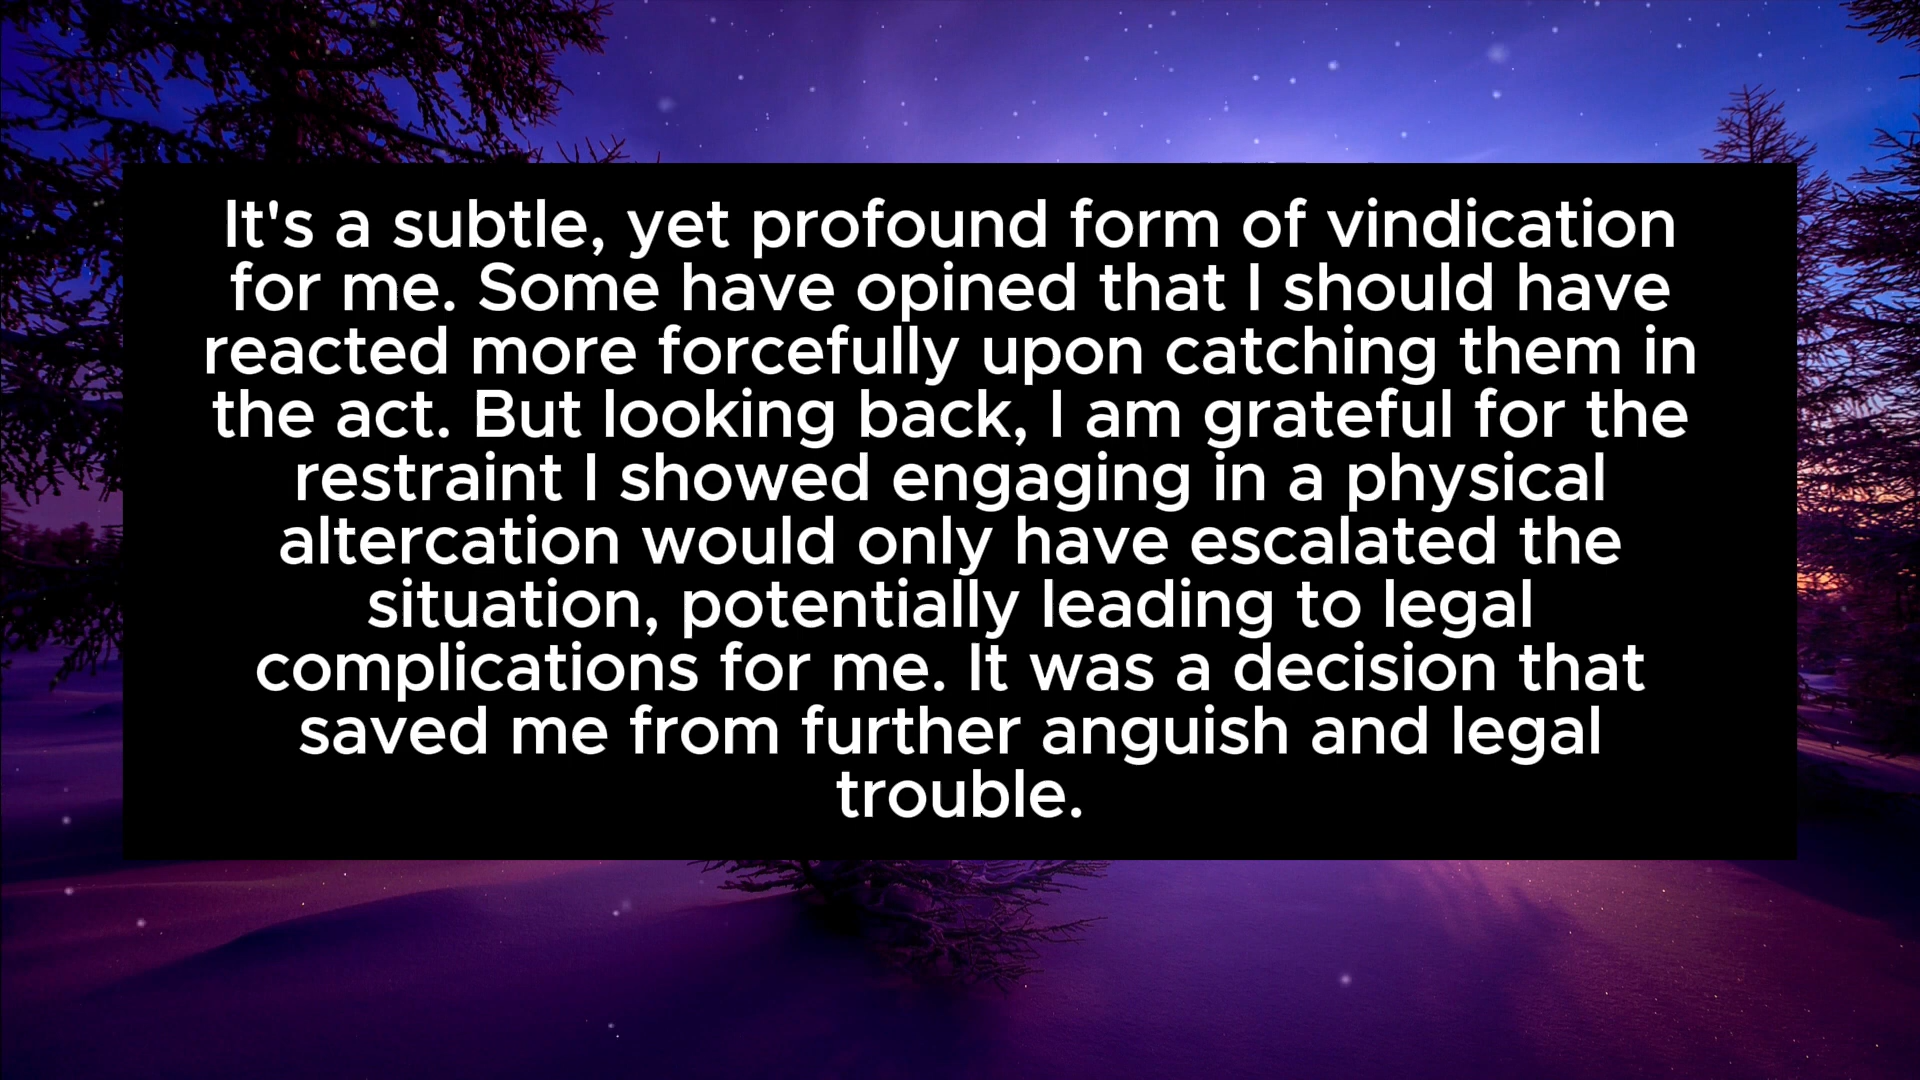 It's a subtle, yet profound form of vindication
for me. Some have opined that I should have
reacted more forcefully upon catching them in
the act. But looking back, I am grateful for the
restraint I showed engaging in a physical
altercation would only have escalated the
situation, potentially leading to legal
complications for me. It was a decision that
saved me from further anguish and legal
trouble.